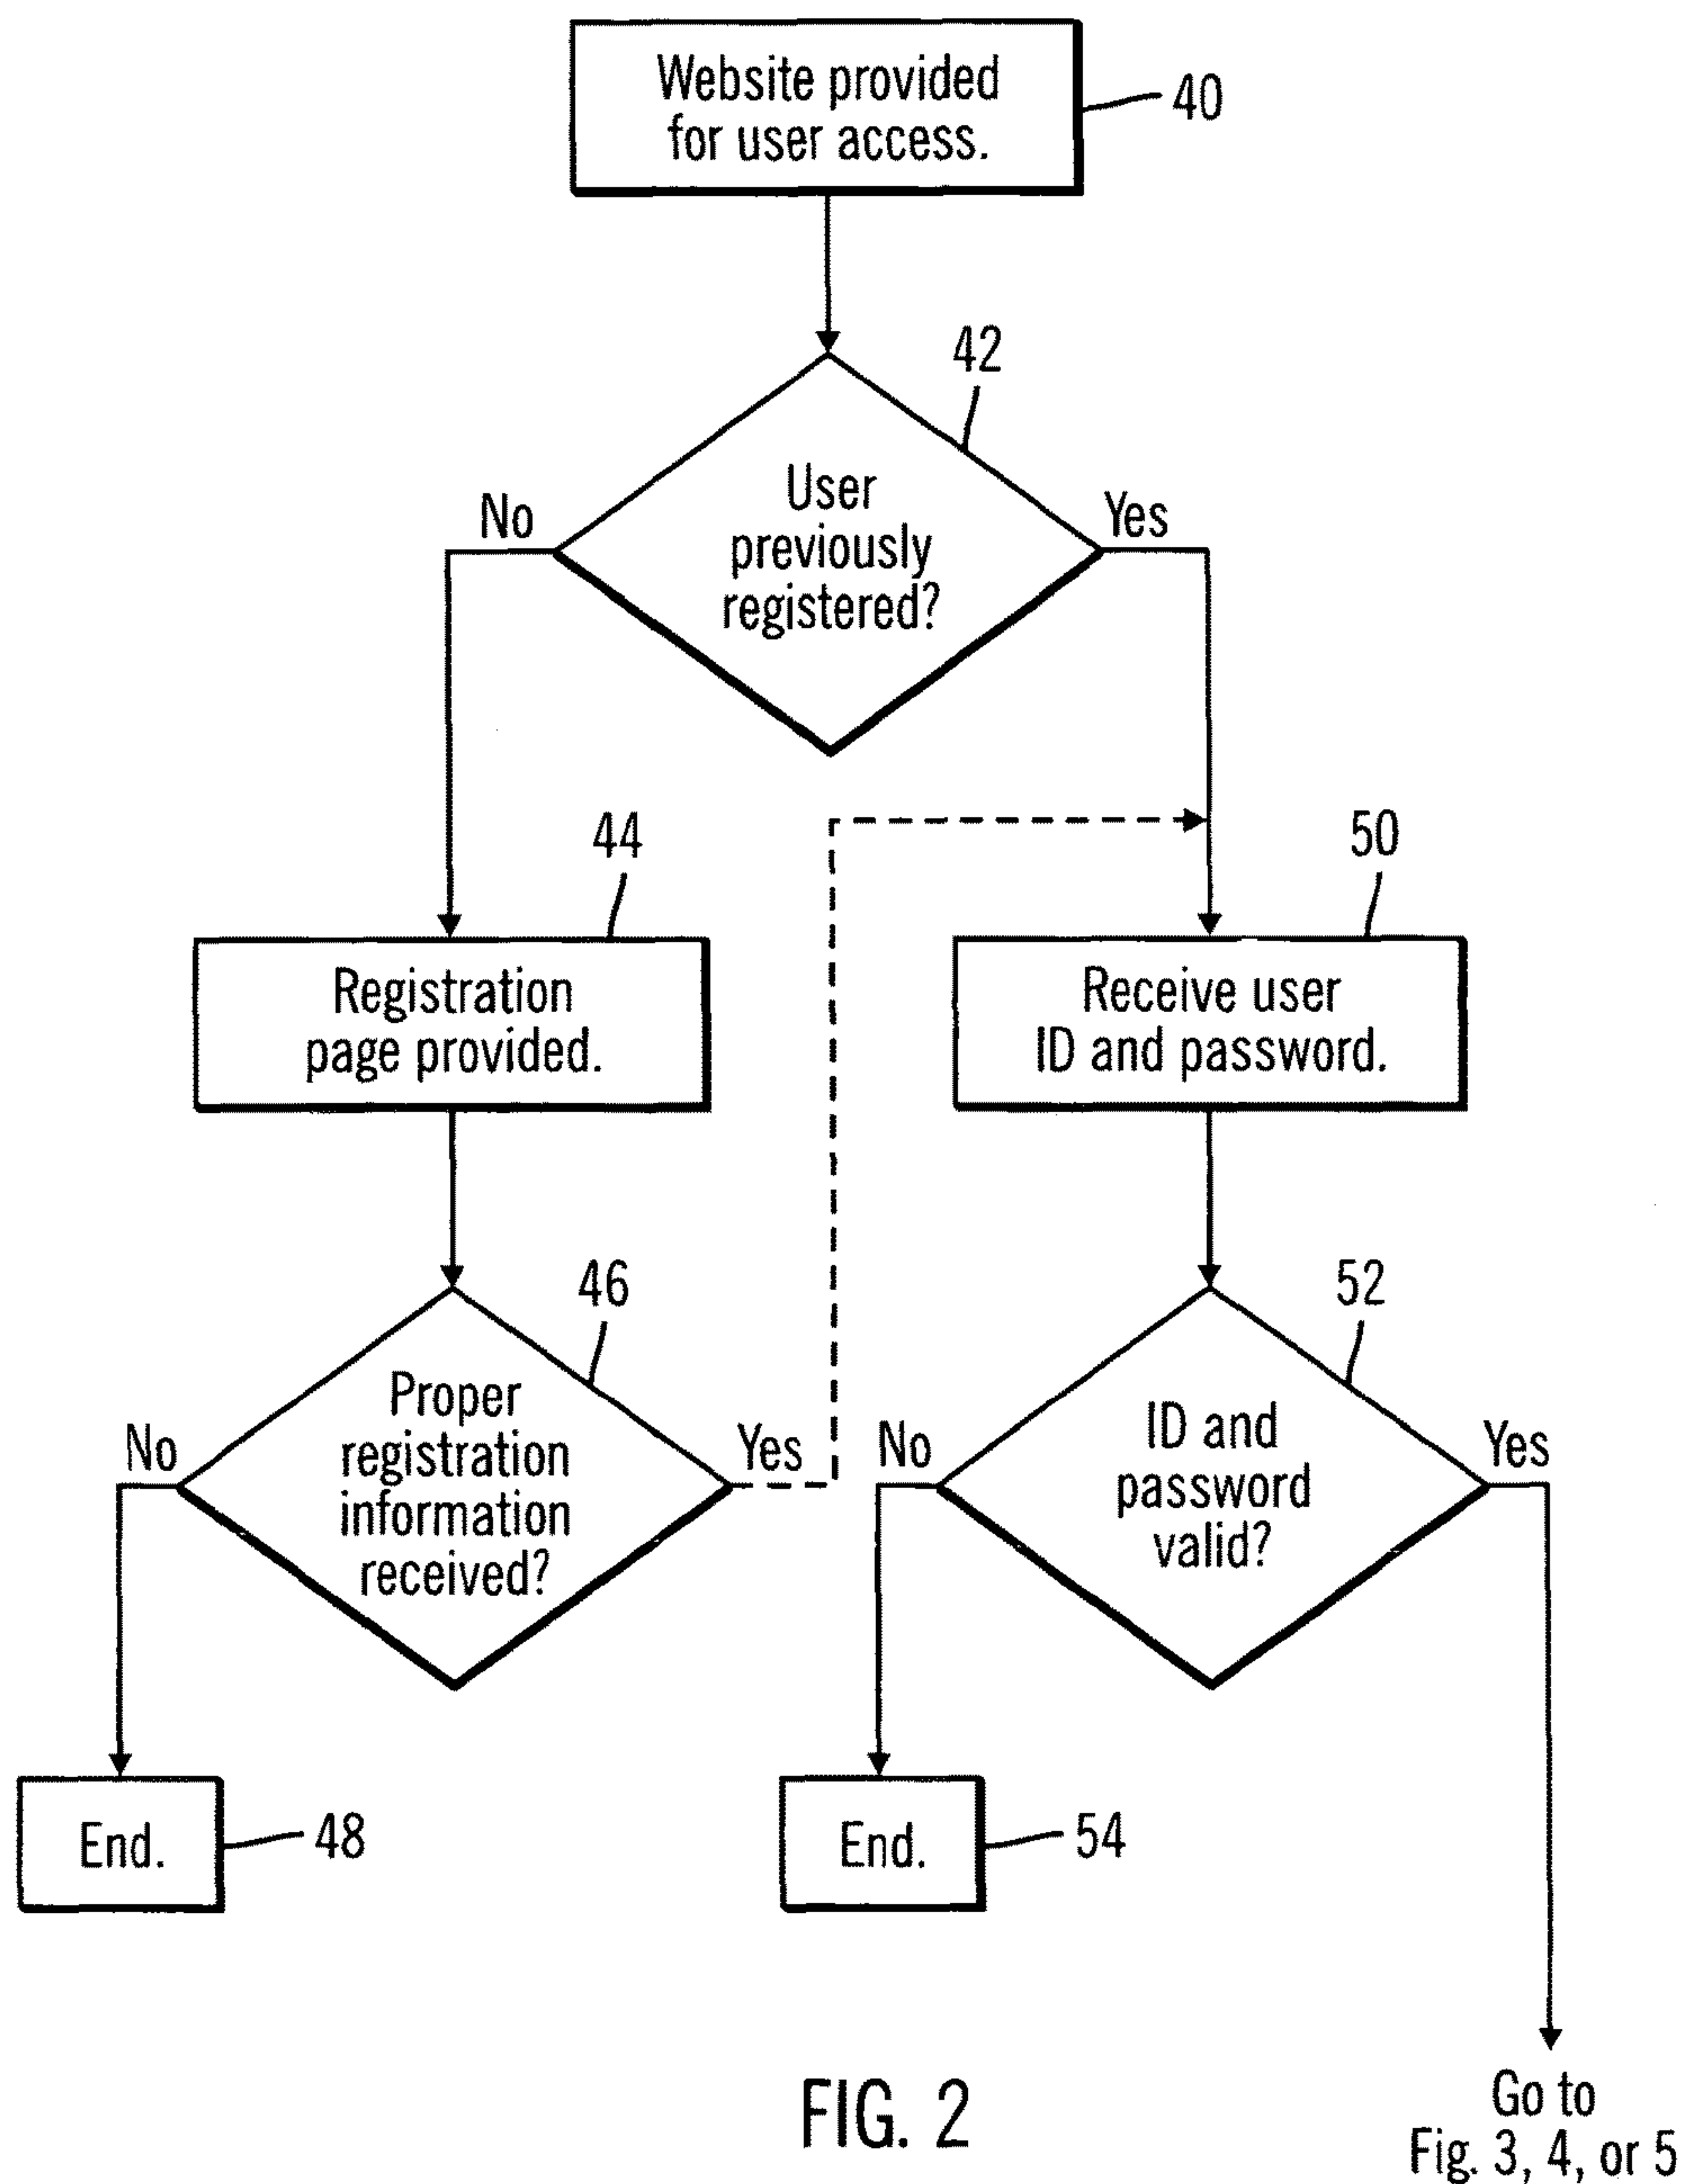 Website provided
for user access.
40
42
User
previously
registered?
No
Yes
44
50
Registration
page provided.
Receive user
ID and password.
46
52
Proper
registration
information
received?
No
Yes
ID and
password
valid?
No
Yes
End.
48
End.
54
FIG. 2
Go to
Fig. 3, 4, or 5